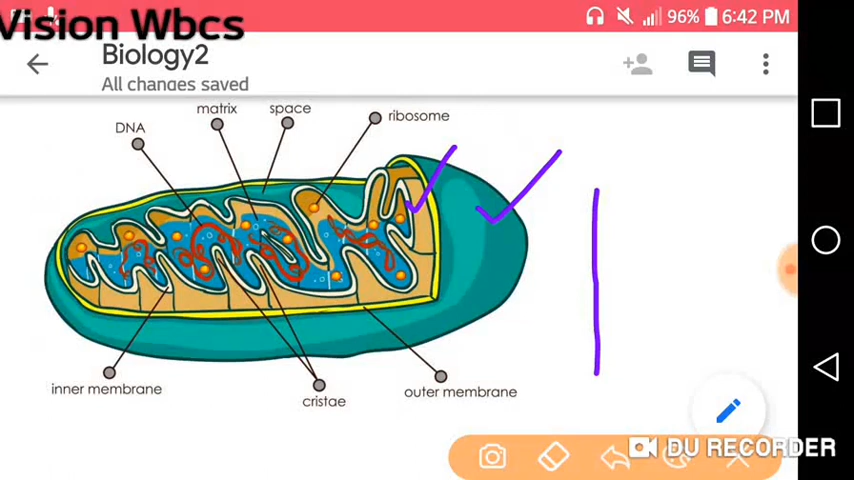 Vision Wbcs
96% 6:42 PM
Biology2
All changes saved
matrix
space
DNA
ribosome
inner membrane
cristae
outer membrane
DU RECORDER